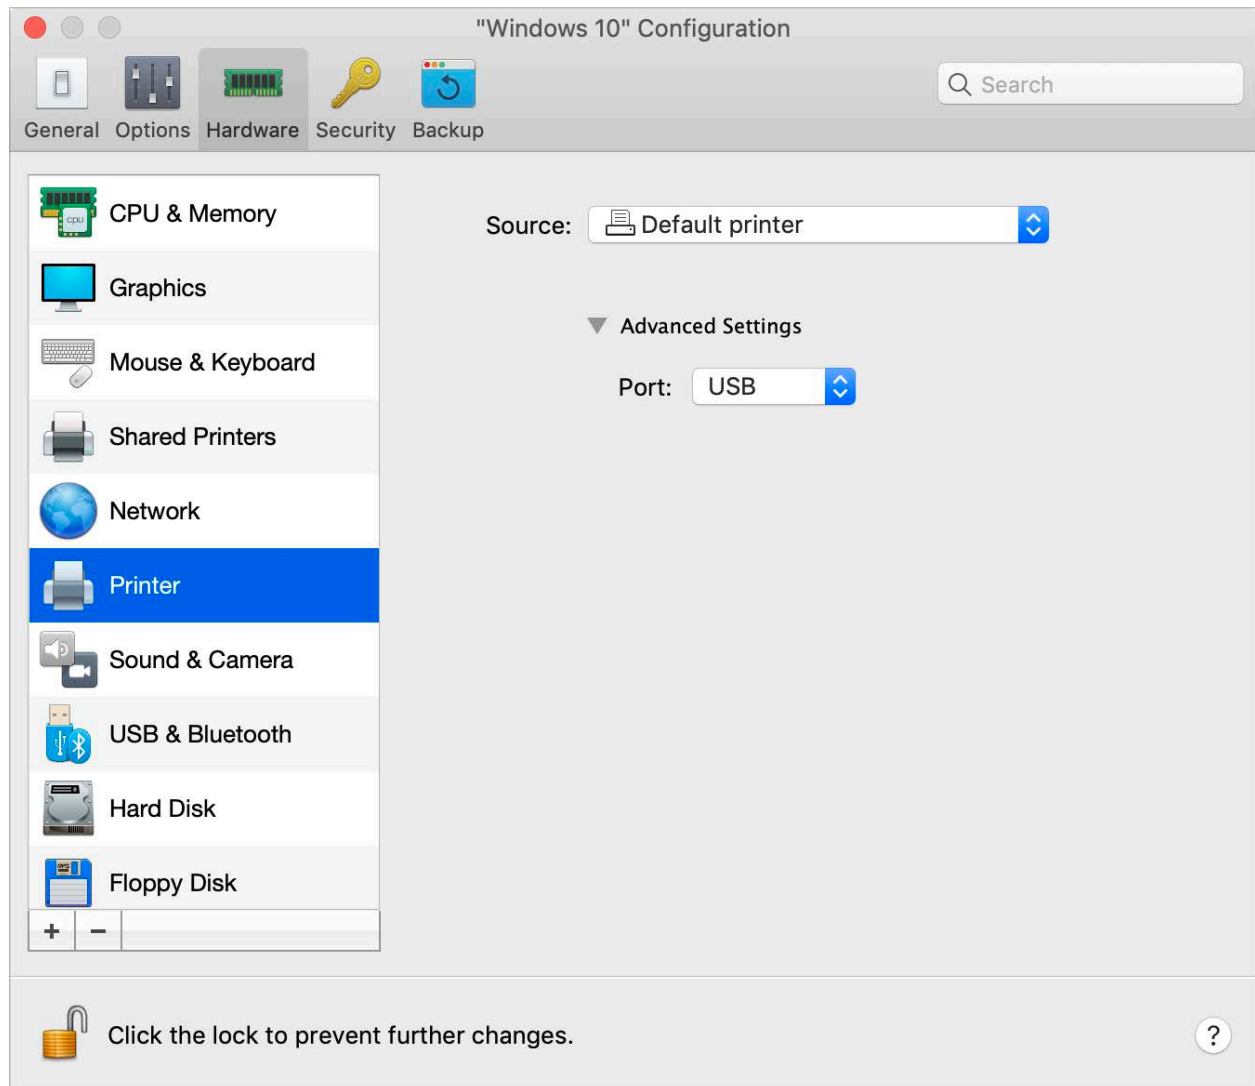 "Windows 10" Configuration
Search
General Options Hardware Security Backup
CPU & Memory
Graphics
Mouse & Keyboard
Shared Printers
Network
Printer
Sound & Camera
USB & Bluetooth
Hard Disk
Floppy Disk
+ −
Source: Default printer
Advanced Settings
Port: USB
Click the lock to prevent further changes.
?